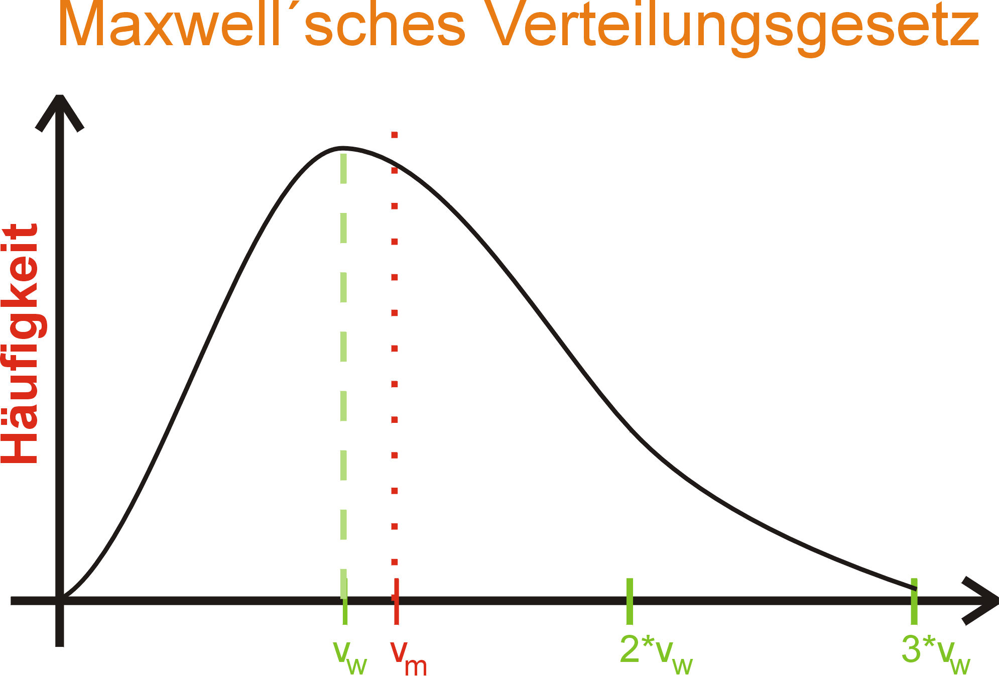 Maxwell´sches Verteilungsgesetz
Häufigkeit
vw
vm
2*vw
3*vw